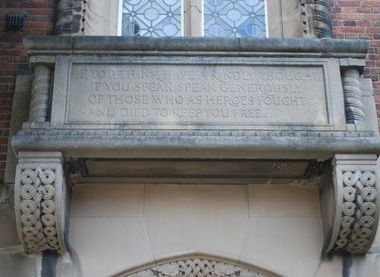 IF YOU THINK HAVE A KINDLY THOUGHT
IF YOU SPEAK SPEAK GENEROUSLY
OF THOSE WHO AS HEROES FOUGHT
AND DIED TO KEEP YOU FREE